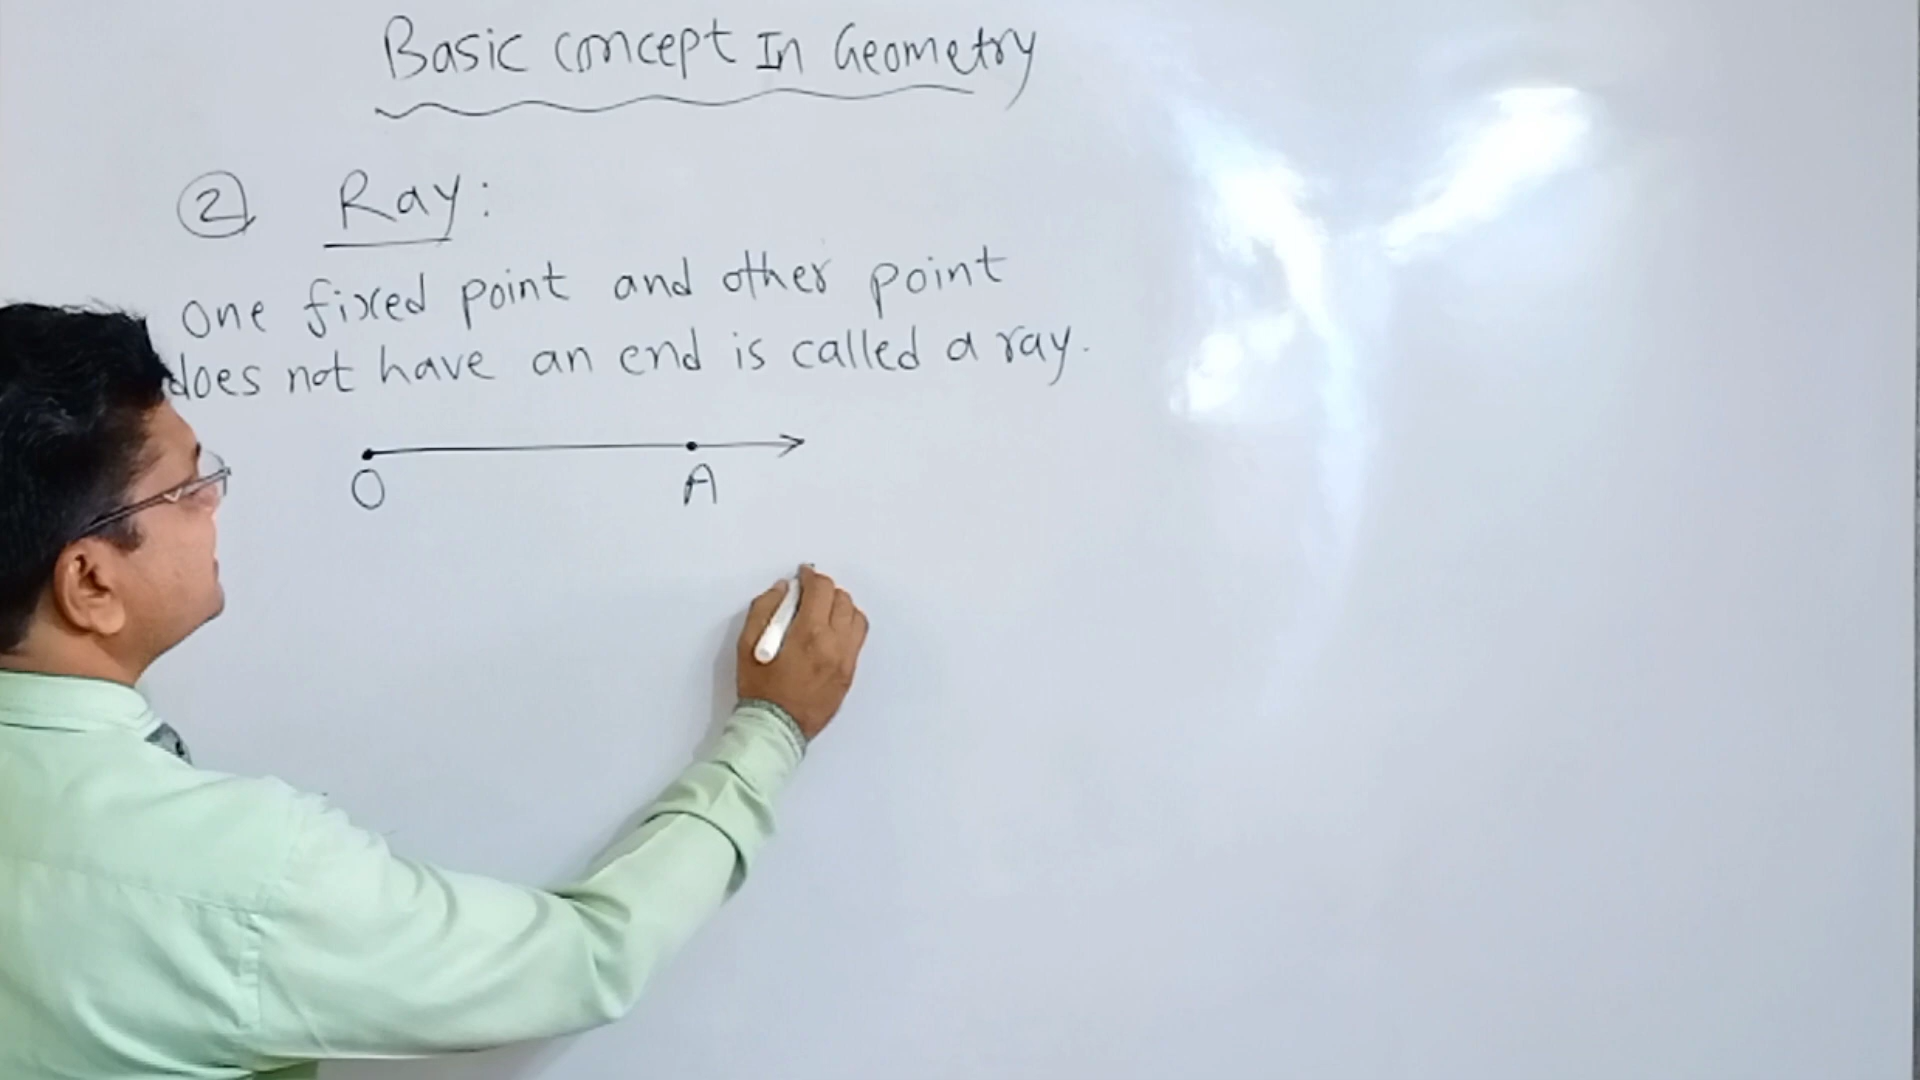 Basic concept In Geometry
2 Ray:
One fixed point and other point
does not have an end is called a ray.
O A